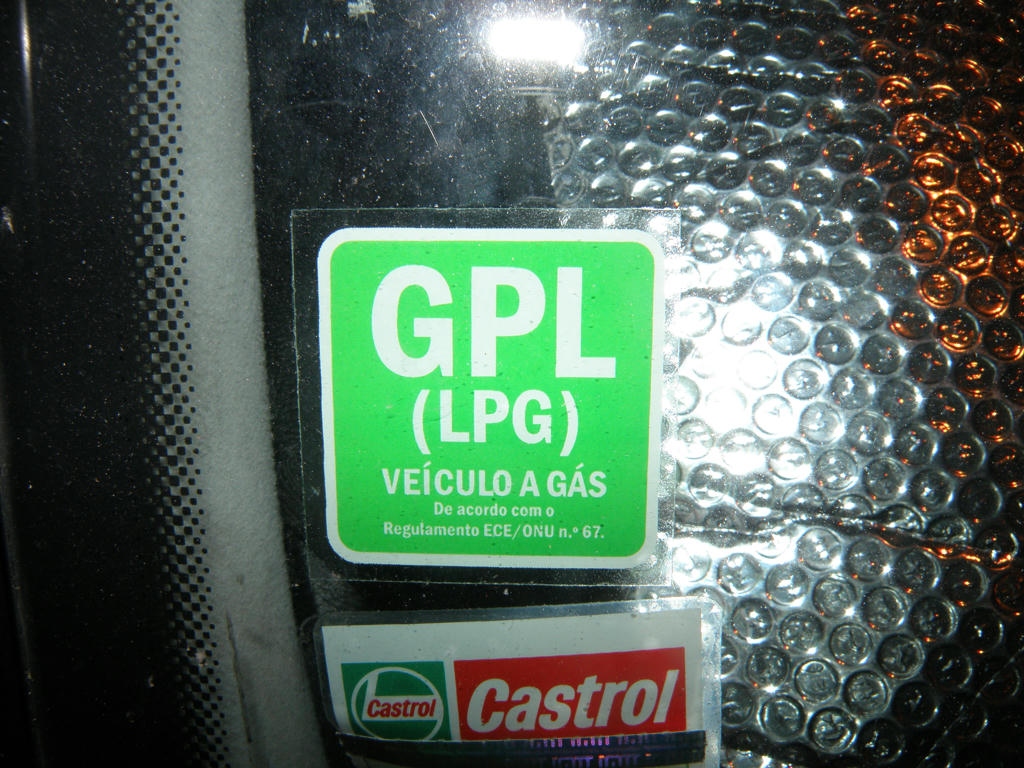 GPL
(LPG)
VEÍCULO A GÁS
De acordo com o
Regulamento ECE/ONU n.º 67.
Castrol Castrol